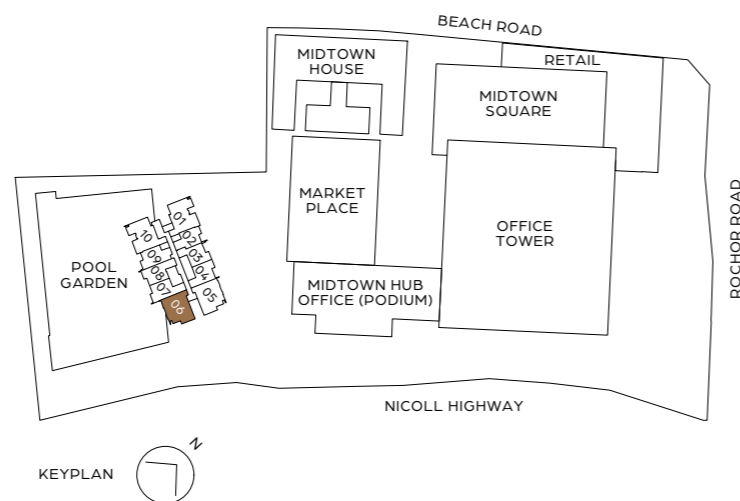 BEACH ROAD
MIDTOWN
HOUSE
RETAIL
MIDTOWN
SQUARE
MARKET
PLACE
OFFICE
TOWER
ROCHOR ROAD
01
02
03
04
05
10
09
08
07
06
POOL
GARDEN
MIDTOWN HUB
OFFICE (PODIUM)
NICOLL HIGHWAY
N
KEYPLAN